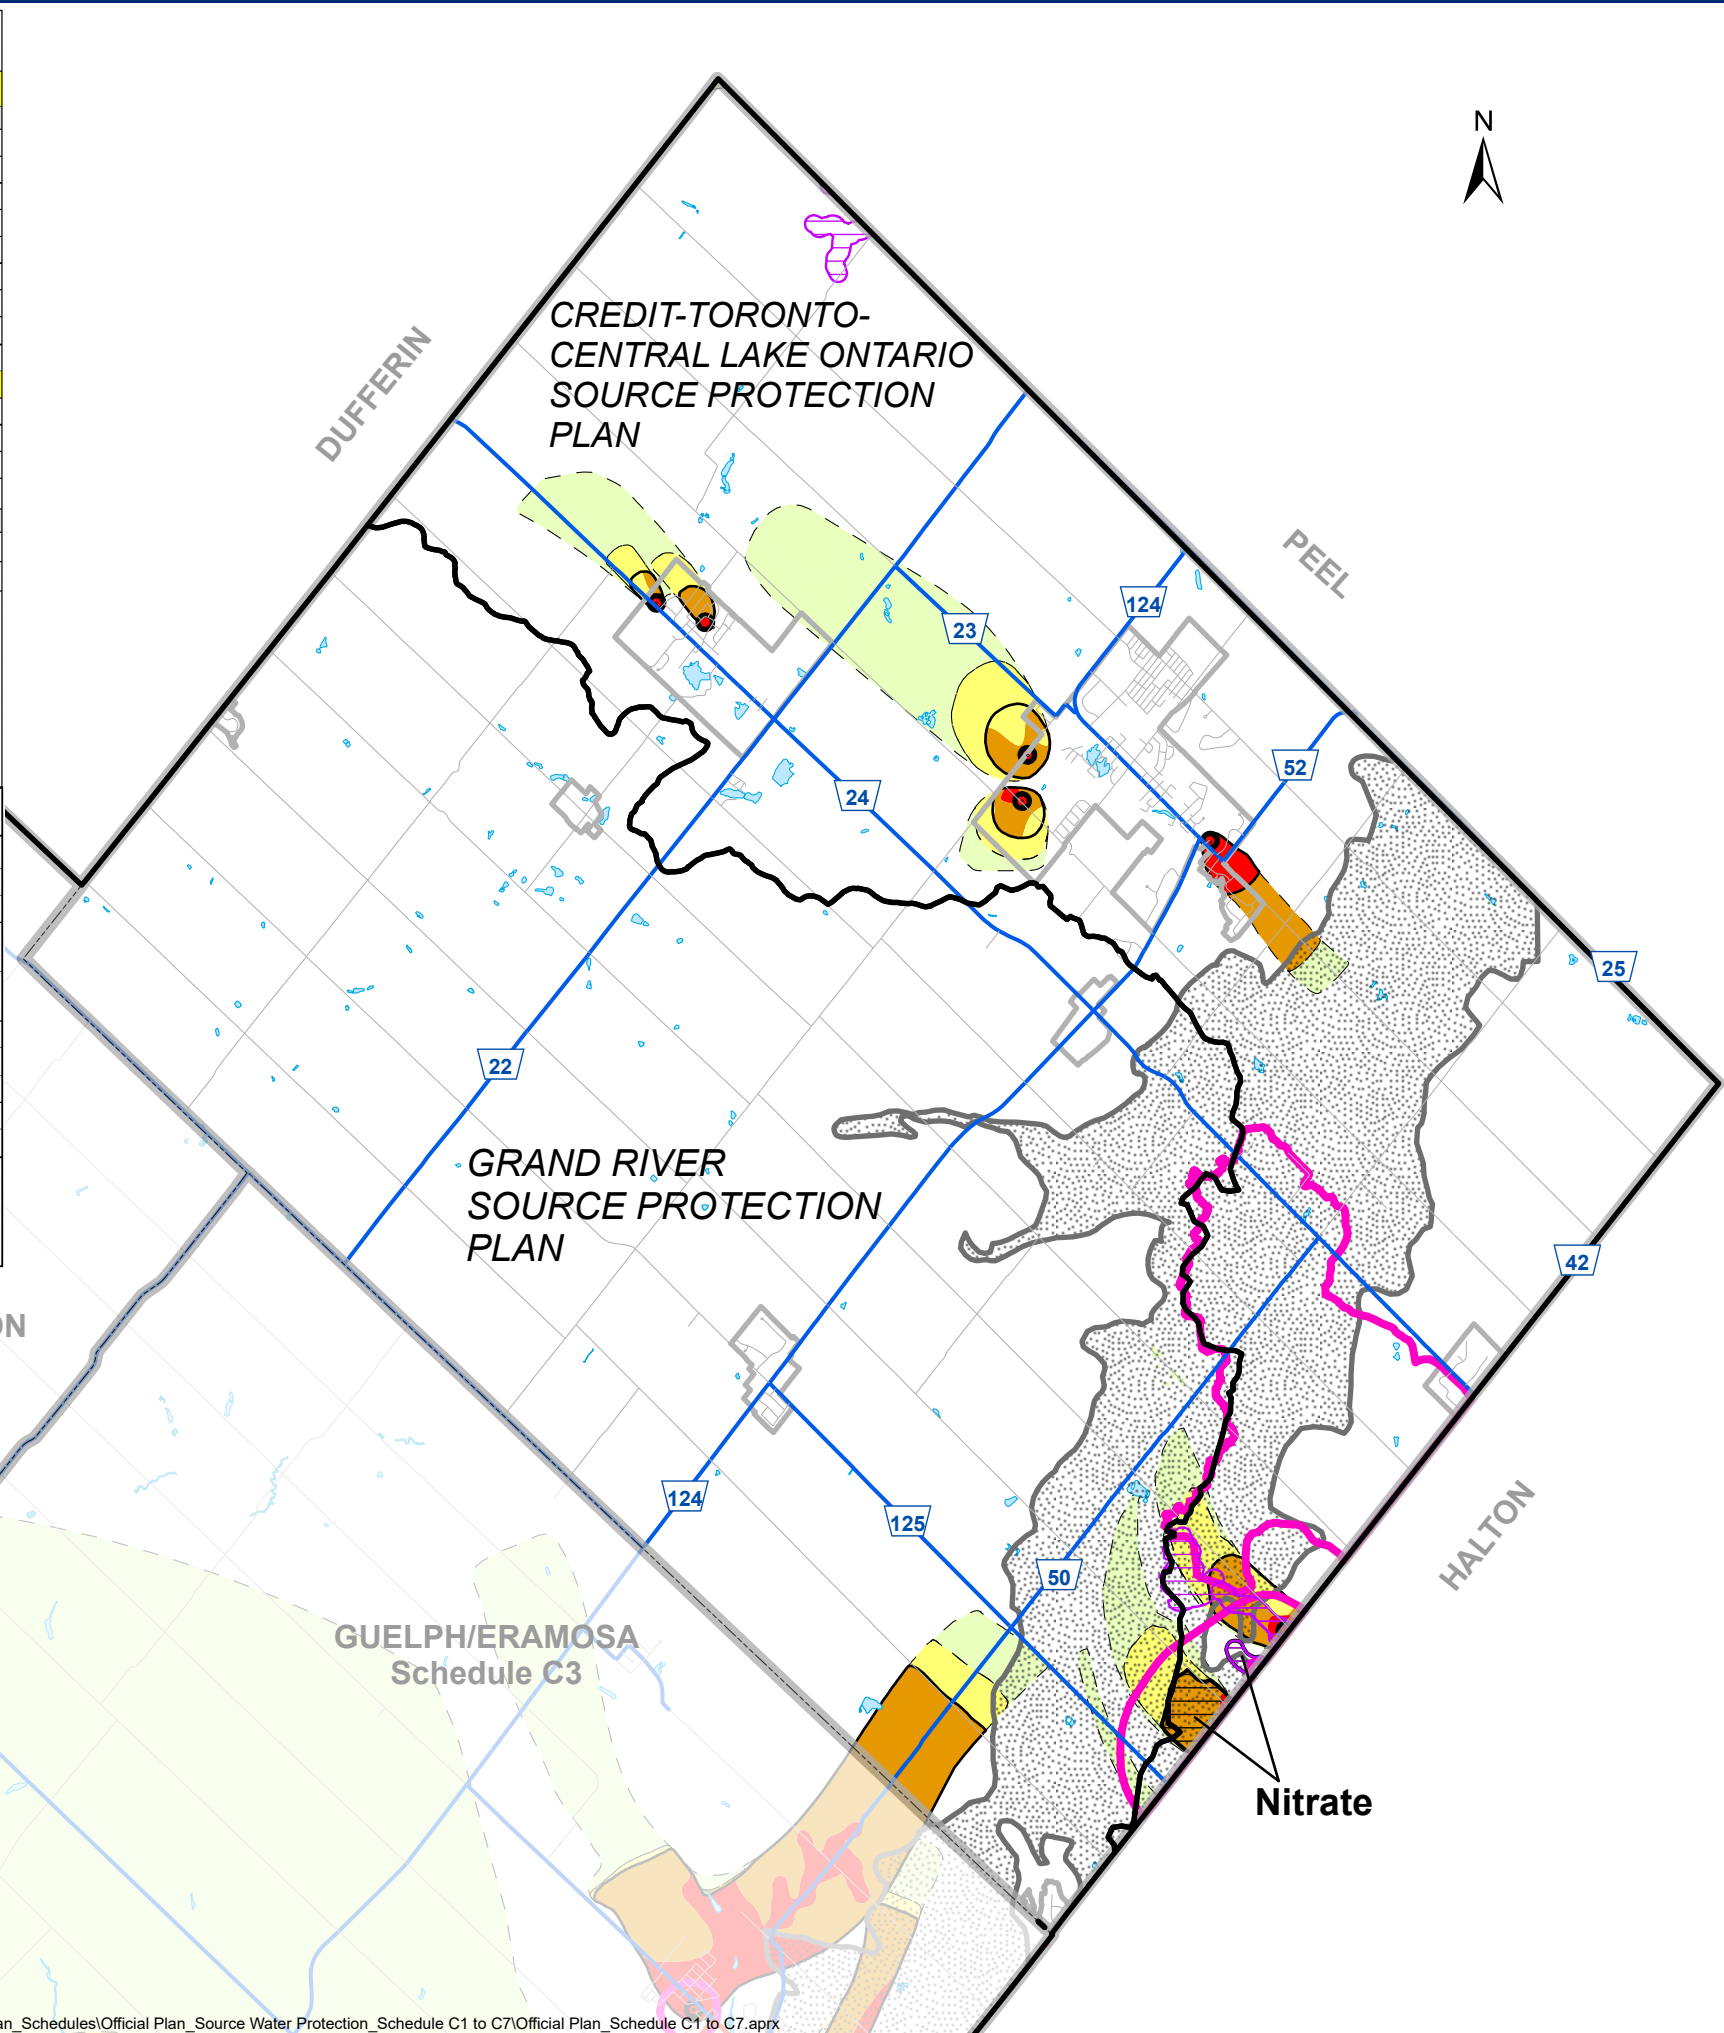 N
CREDIT-TORONTO-
CENTRAL LAKE ONTARIO
SOURCE PROTECTION
PLAN
DUFFERIN
PEEL
124
23
52
24
25
22
GRAND RIVER
SOURCE PROTECTION
PLAN
42
ON
124
125
HALTON
50
GUELPH/ERAMOSA
Schedule C3
Nitrate
an_Schedules\Official Plan_Source Water Protection_Schedule C1 to C7\Official Plan_Schedule C1 to C7.aprx